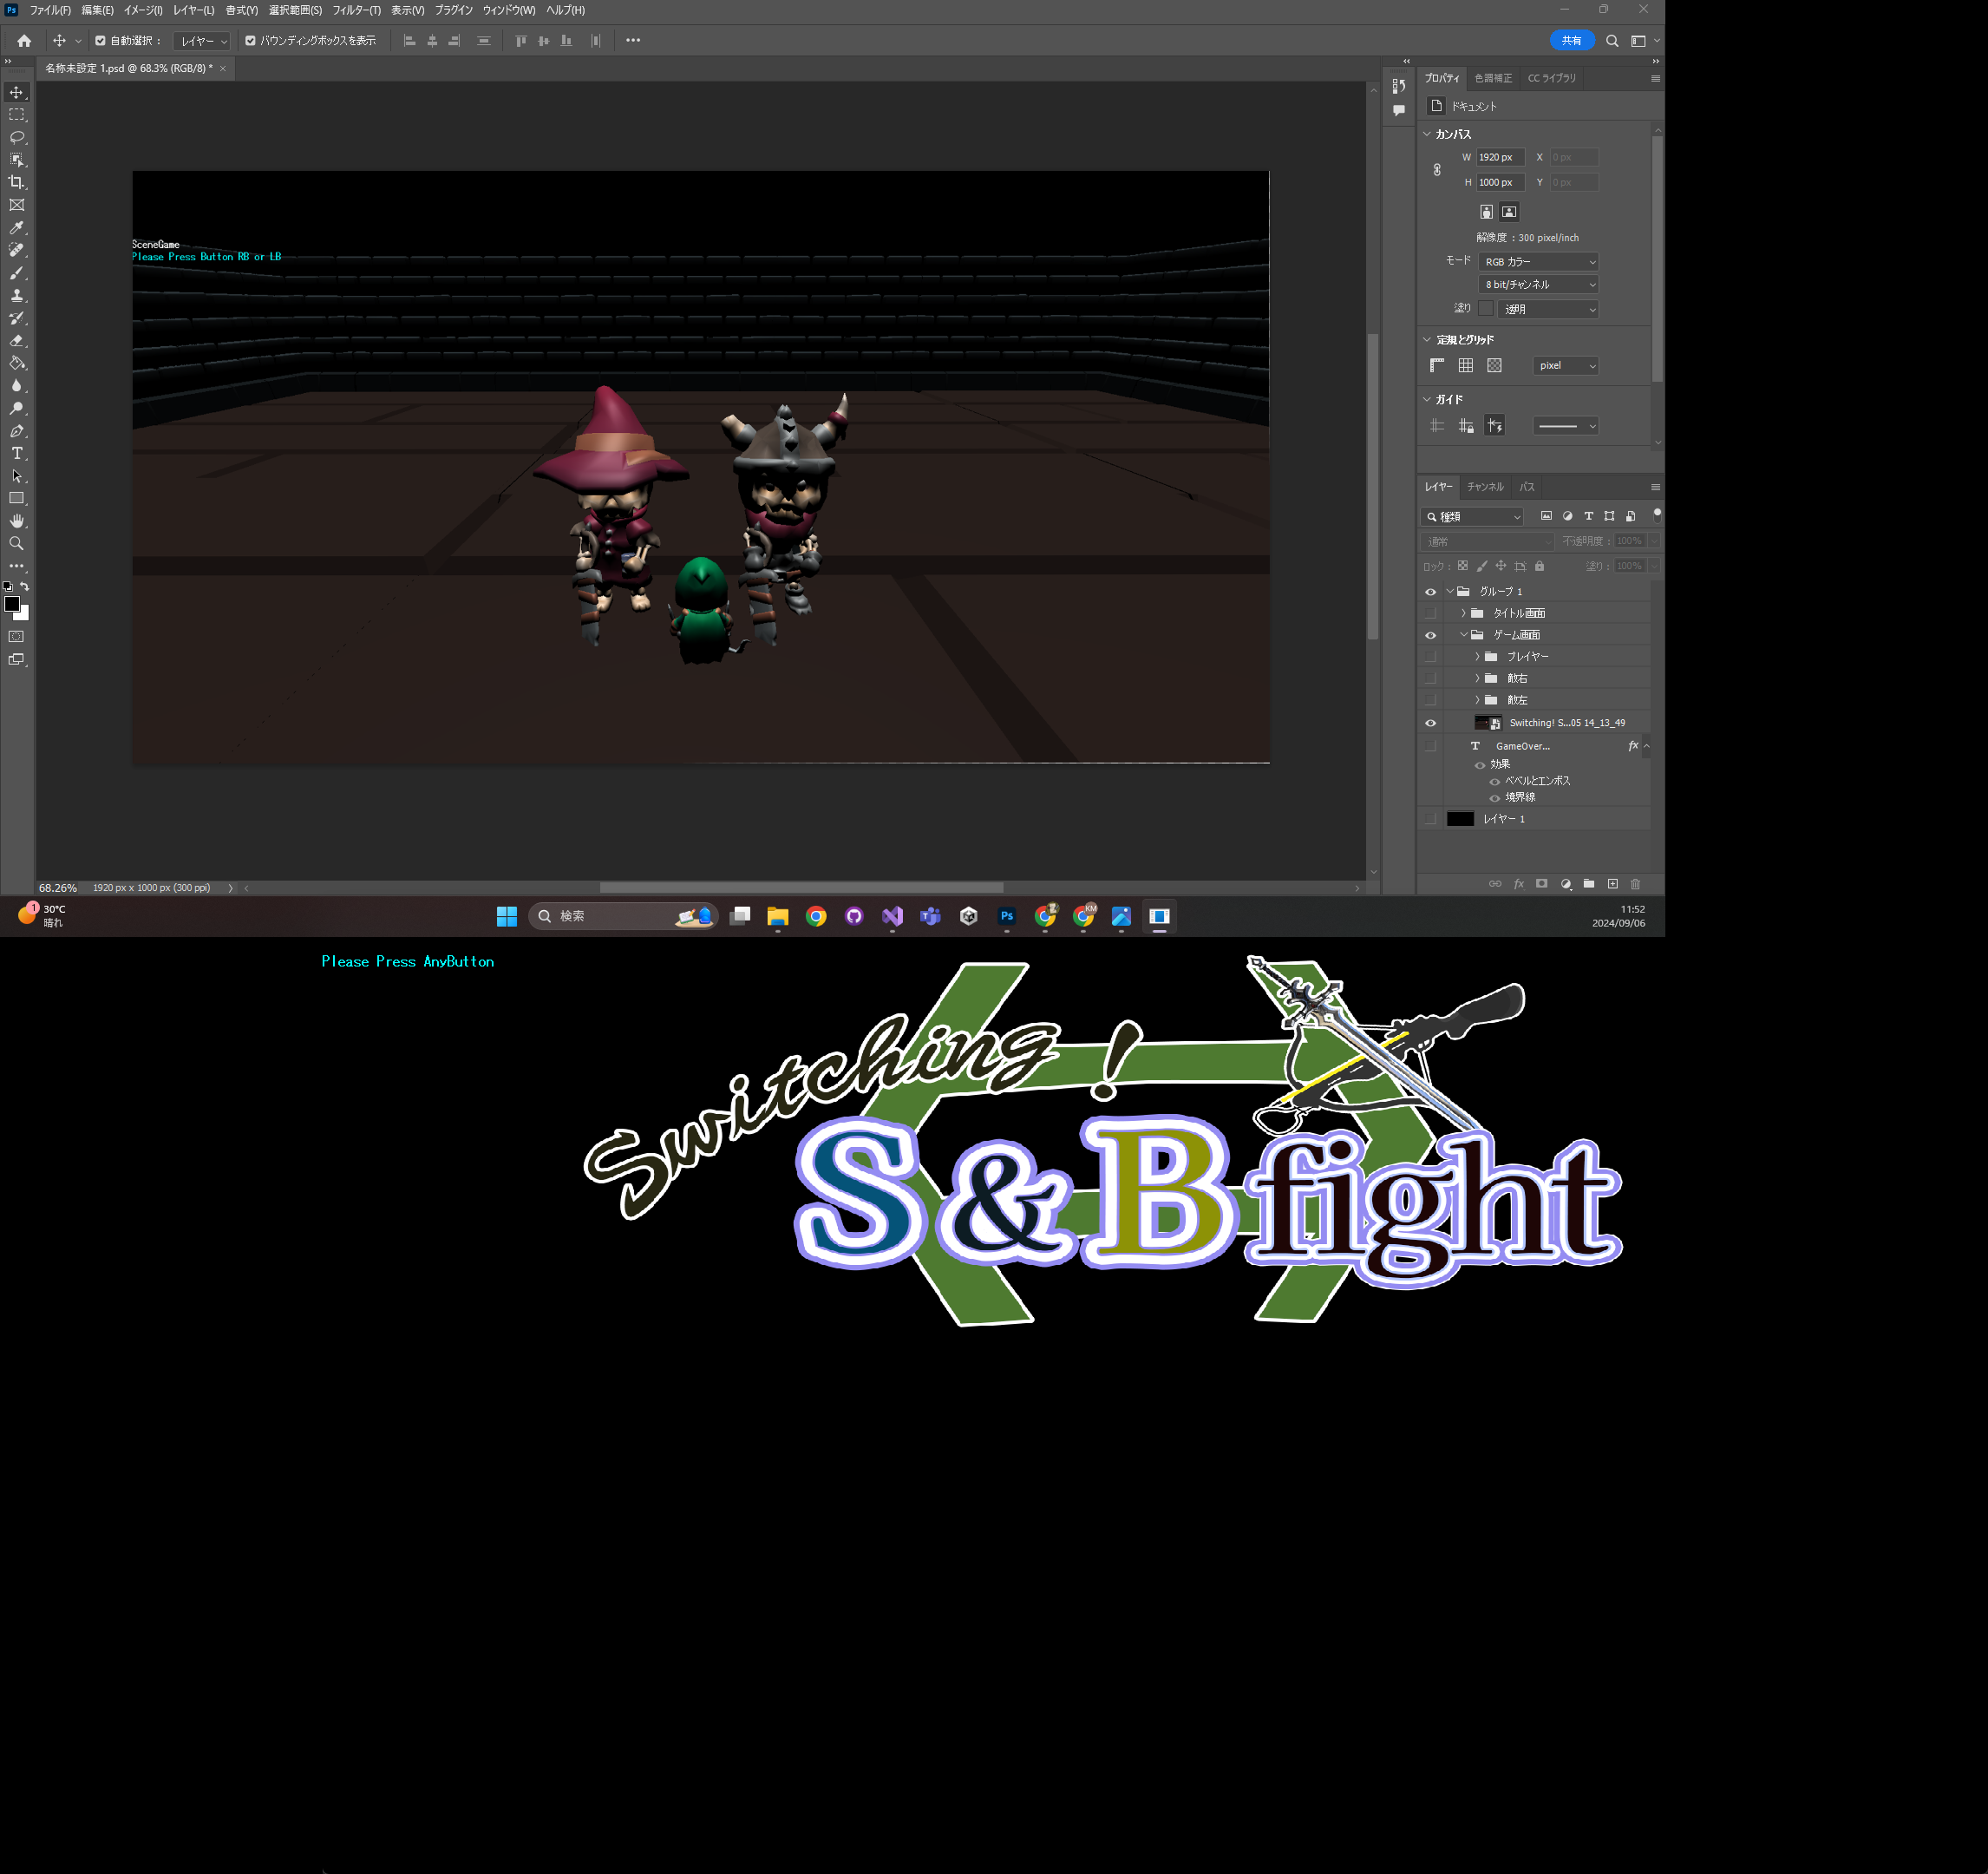 Ps ファイル(F) 編集(E) イメージ(I) レイヤー(L) 書式(Y) 選択範囲(S) フィルター(T) 表示(V) プラグイン ウィンドウ(W) ヘルプ(H)
自動選択： レイヤー バウンディングボックスを表示 共有
名称未設定 1.psd @ 68.3% (RGB/8) * ×
プロパティ 色調補正 CC ライブラリ
ドキュメント
カンバス
W 1920 px X 0 px
H 1000 px Y 0 px
解像度：300 pixel/inch
モード RGB カラー
8 bit/チャンネル
塗り 透明
定規とグリッド
pixel
ガイド
SceneGame
Please Press Button RB or LB
レイヤー チャンネル パス
種類
通常 不透明度： 100%
ロック： 塗り： 100%
グループ 1
タイトル画面
ゲーム画面
プレイヤー
敵右
敵左
Switching! S...05 14_13_49
T GameOver... fx
効果
ベベルとエンボス
境界線
レイヤー 1
68.26% 1920 px x 1000 px (300 ppi)
1 30°C
晴れ
検索
Ps
KM
11:52
2024/09/06
Please Press AnyButton
Switching!
S&B fight